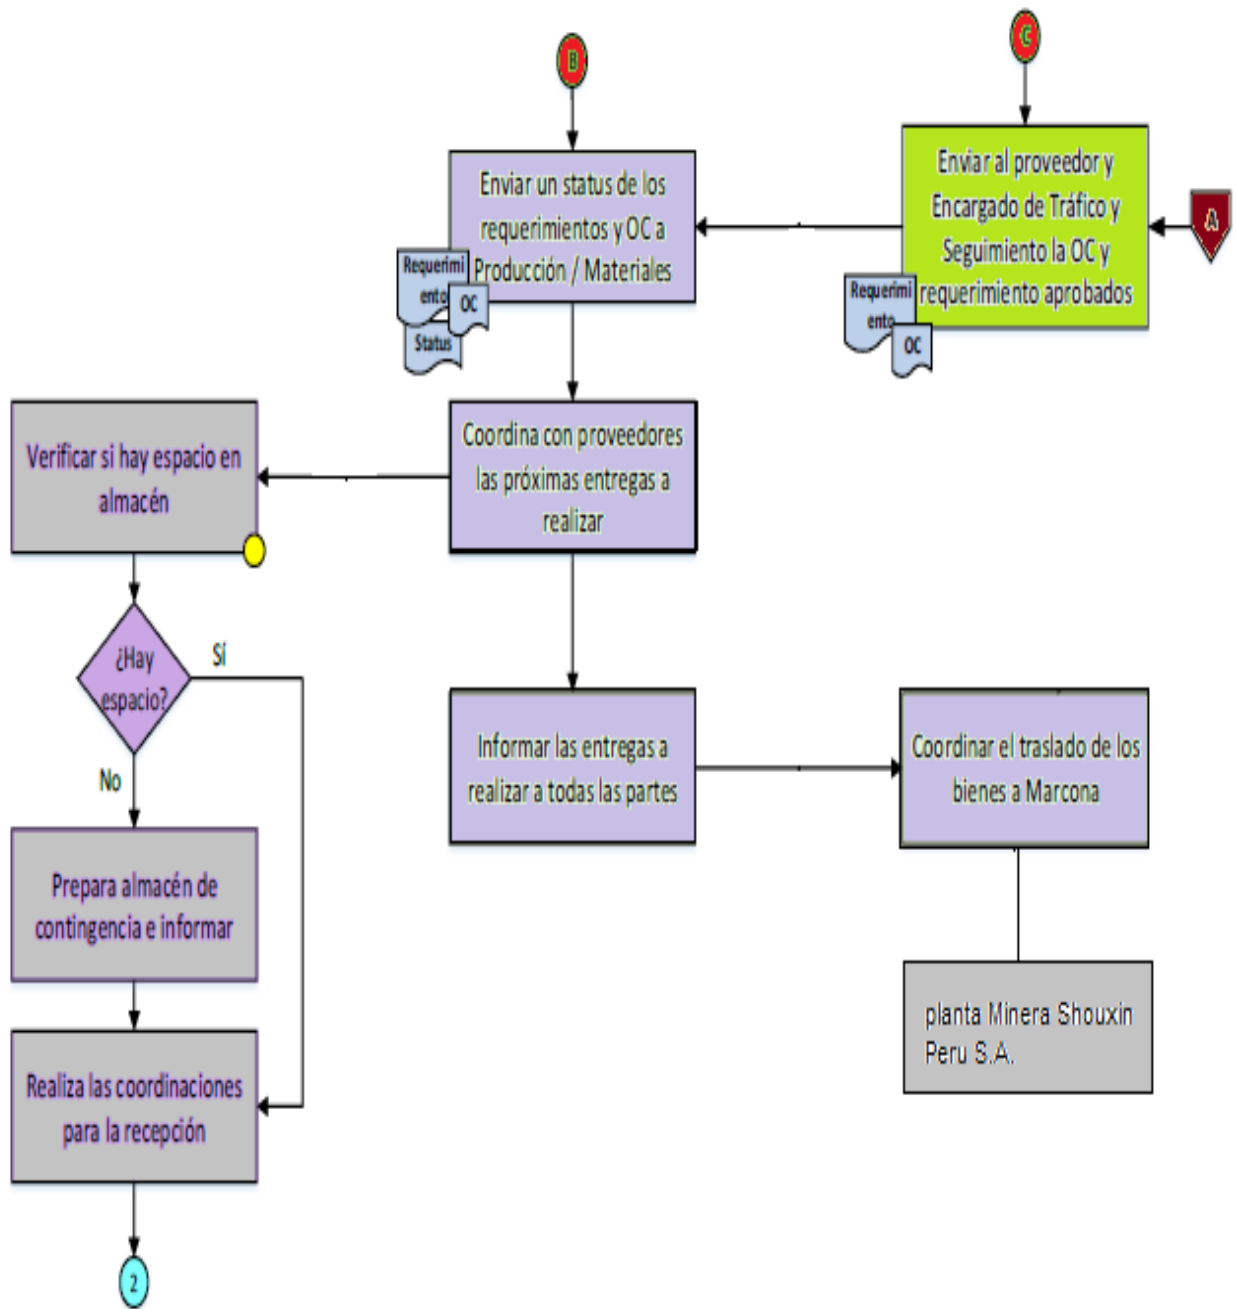 B
C
Enviar un status de los
requerimientos y OC a
Producción / Materiales
Requerimi
ento
OC
Status
Enviar al proveedor y
Encargado de Tráfico y
Seguimiento la OC y
requerimiento aprobados
Requerimi
ento
OC
A
Verificar si hay espacio en
almacén
Coordina con proveedores
las próximas entregas a
realizar
¿Hay
espacio?
Sí
No
Informar las entregas a
realizar a todas las partes
Coordinar el traslado de los
bienes a Marcona
Prepara almacén de
contingencia e informar
planta Minera Shouxin
Peru S.A.
Realiza las coordinaciones
para la recepción
2